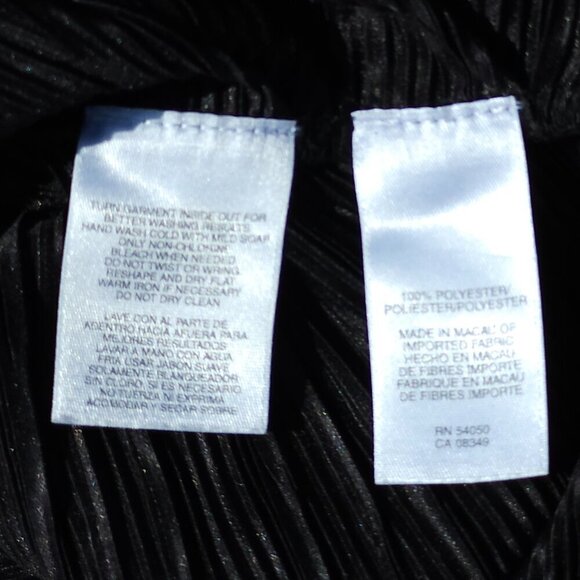 TURN GARMENT INSIDE OUT FOR
BETTER WASHING RESULTS
HAND WASH COLD WITH MILD SOAP
ONLY NON-CHLORINE
BLEACH WHEN NEEDED
DO NOT TWIST OR WRING
RESHAPE AND DRY FLAT
WARM IRON IF NECESSARY
DO NOT DRY CLEAN
LAVE CON AL PARTE DE
ADENTRO HACIA AFUERA PARA
MEJORES RESULTADOS
LAVAR A MANO CON AGUA
FRIA USAR JABON SUAVE
SOLAMENTE BLANQUEADOR
SIN CLORO, SI ES NECESARIO
NO TUERZA NI EXPRIMA
ACOMODAR Y SECAR SOBRE
100% POLYESTER/
POLIESTER/POLYESTER
MADE IN MACAU OF
IMPORTED FABRIC
HECHO EN MACAU
DE FIBRES IMPORTE
FABRIQUE EN MACAU
DE FIBRES IMPORTE
RN 54050
CA 08349